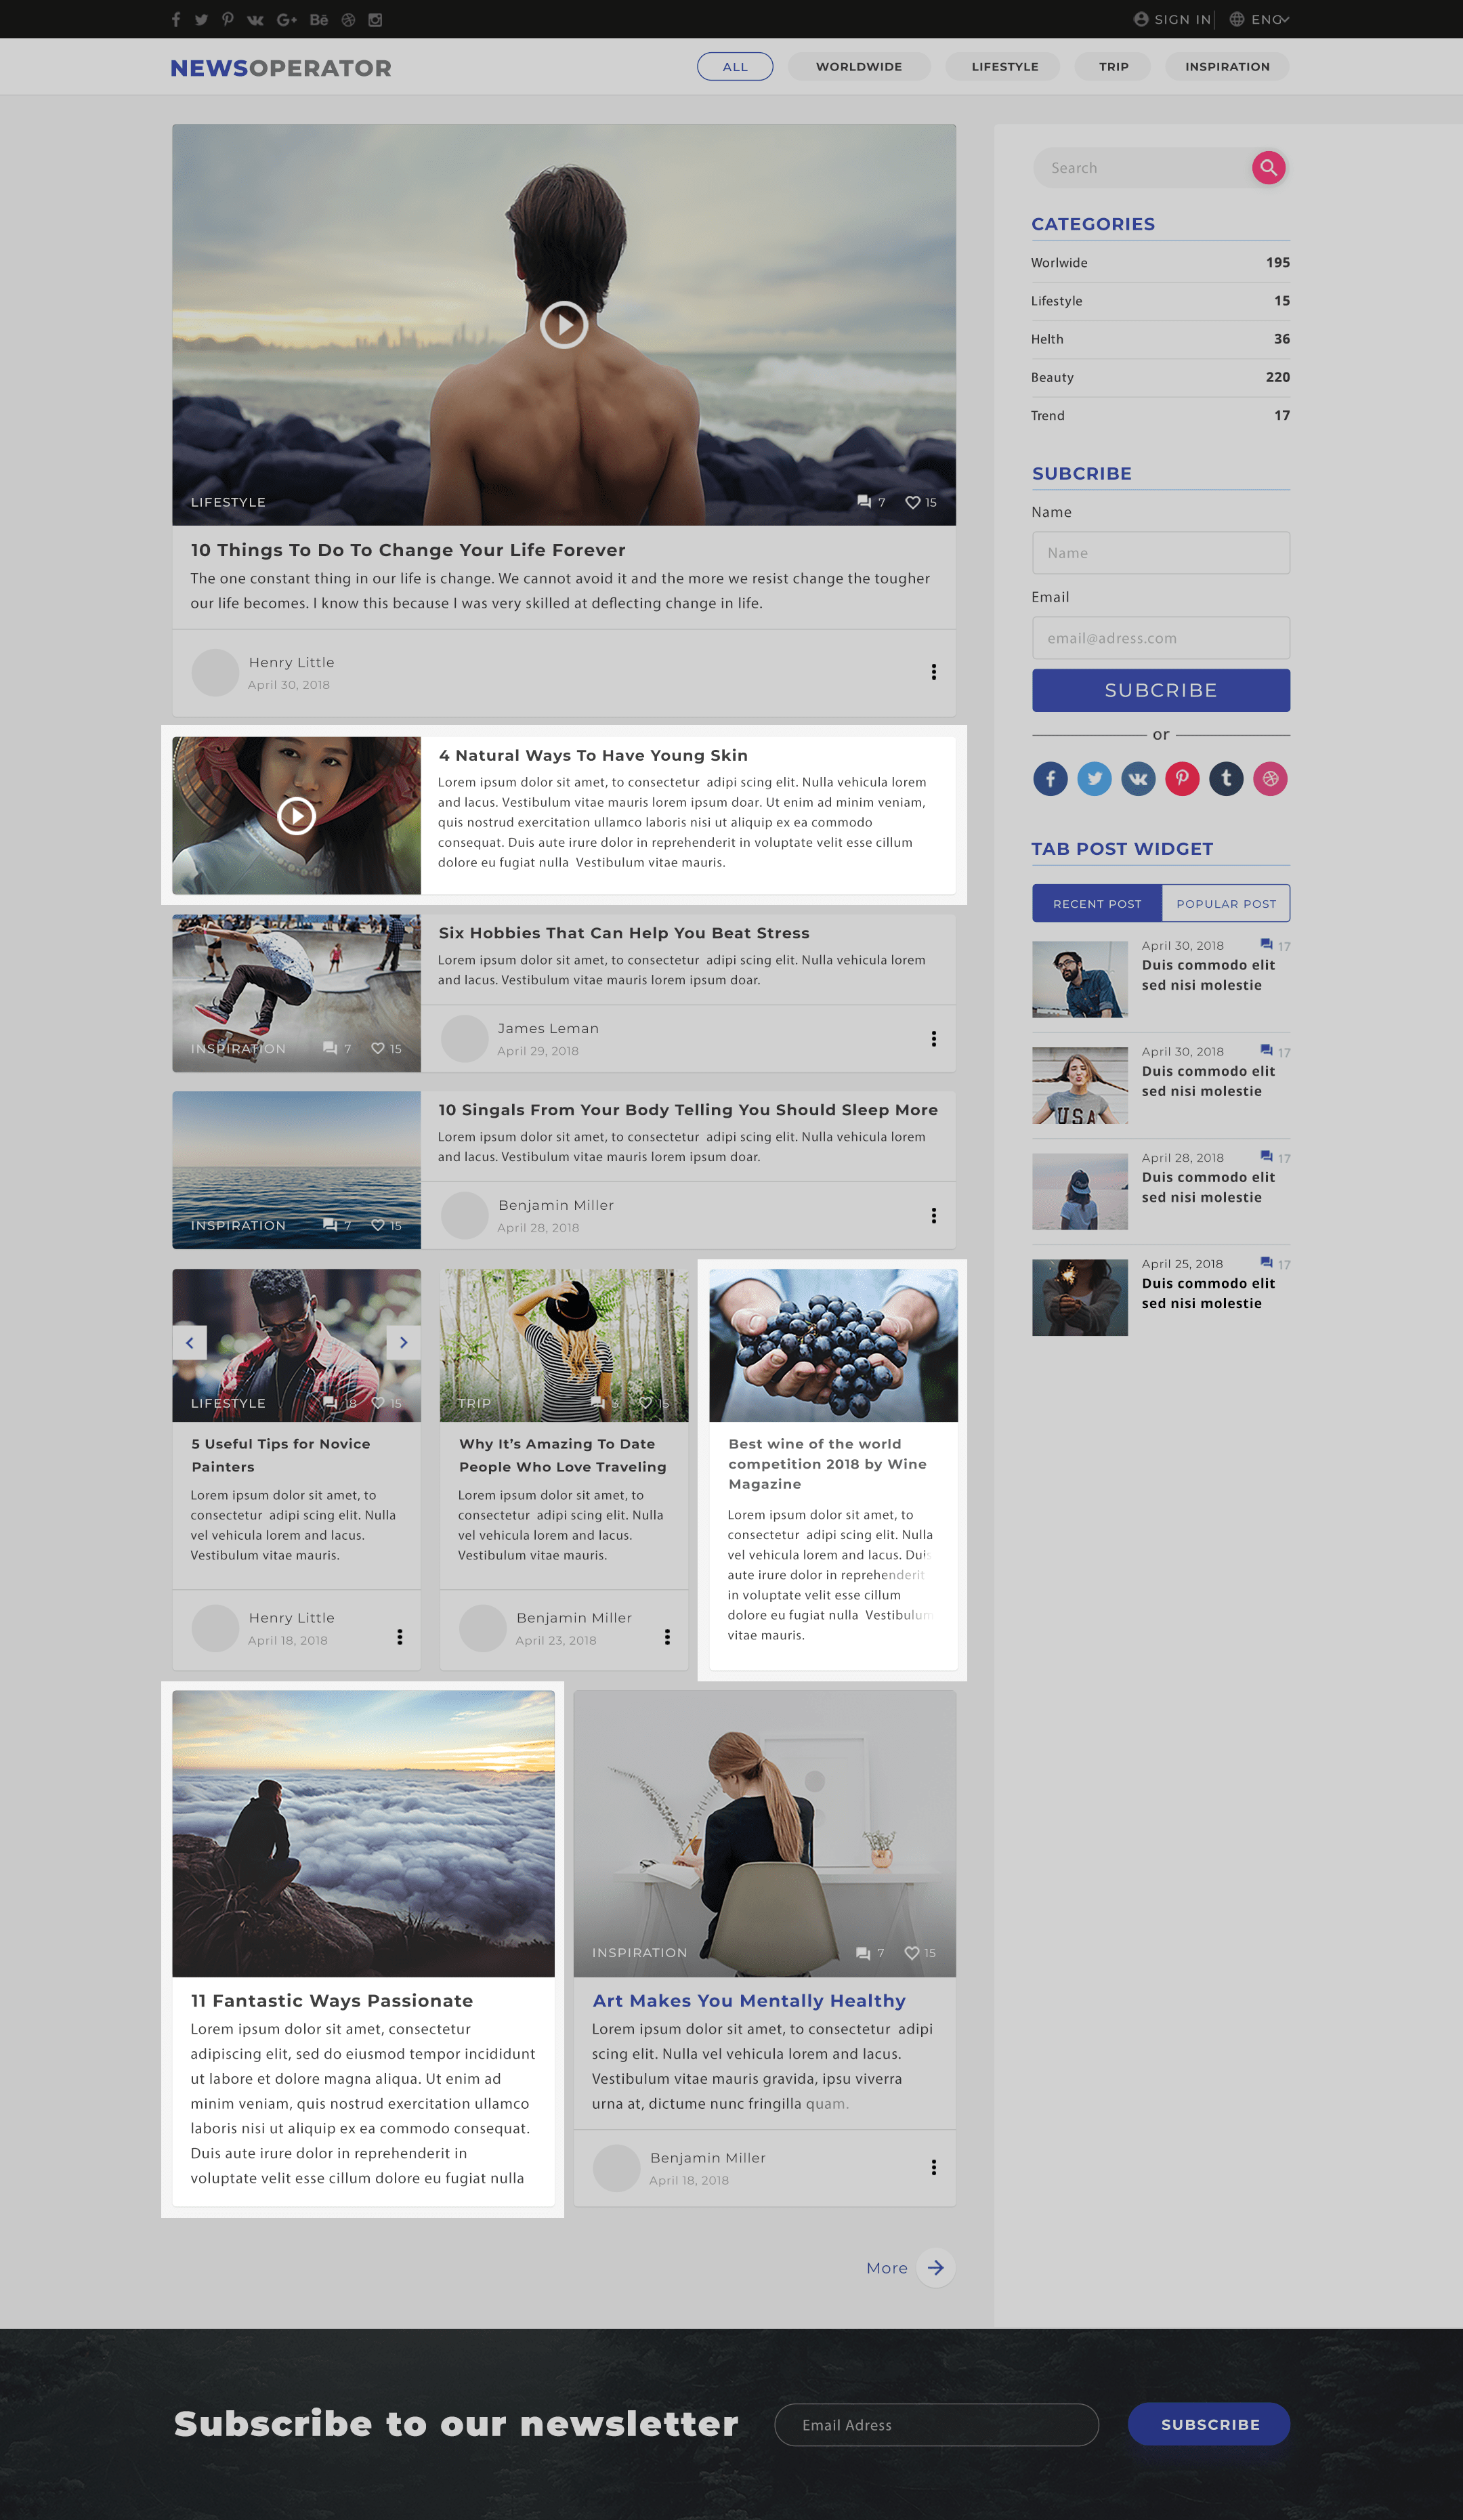 SIGN IN
ENG
NEWSOPERATOR
ALL
WORLDWIDE
LIFESTYLE
TRIP
INSPIRATION
LIFESTYLE
7
15
10 Things To Do To Change Your Life Forever
The one constant thing in our life is change. We cannot avoid it and the more we resist change the tougher
our life becomes. I know this because I was very skilled at deflecting change in life.
Henry Little
April 30, 2018
4 Natural Ways To Have Young Skin
Lorem ipsum dolor sit amet, to consectetur adipi scing elit. Nulla vehicula lorem
and lacus. Vestibulum vitae mauris lorem ipsum doar. Ut enim ad minim veniam,
quis nostrud exercitation ullamco laboris nisi ut aliquip ex ea commodo
consequat. Duis aute irure dolor in reprehenderit in voluptate velit esse cillum
dolore eu fugiat nulla Vestibulum vitae mauris.
INSPIRATION
7
15
Six Hobbies That Can Help You Beat Stress
Lorem ipsum dolor sit amet, to consectetur adipi scing elit. Nulla vehicula lorem
and lacus. Vestibulum vitae mauris lorem ipsum doar.
James Leman
April 29, 2018
INSPIRATION
7
15
10 Singals From Your Body Telling You Should Sleep More
Lorem ipsum dolor sit amet, to consectetur adipi scing elit. Nulla vehicula lorem
and lacus. Vestibulum vitae mauris lorem ipsum doar.
Benjamin Miller
April 28, 2018
LIFESTYLE
18
15
5 Useful Tips for Novice
Painters
Lorem ipsum dolor sit amet, to
consectetur adipi scing elit. Nulla
vel vehicula lorem and lacus.
Vestibulum vitae mauris.
Henry Little
April 18, 2018
TRIP
15
Why It's Amazing To Date
People Who Love Traveling
Lorem ipsum dolor sit amet, to
consectetur adipi scing elit. Nulla
vel vehicula lorem and lacus.
Vestibulum vitae mauris.
Benjamin Miller
April 23, 2018
Best wine of the world
competition 2018 by Wine
Magazine
Lorem ipsum dolor sit amet, to
consectetur adipi scing elit. Nulla
vel vehicula lorem and lacus. Duis
aute irure dolor in reprehenderit
in voluptate velit esse cillum
dolore eu fugiat nulla Vestibulum
vitae mauris.
11 Fantastic Ways Passionate
Lorem ipsum dolor sit amet, consectetur
adipiscing elit, sed do eiusmod tempor incididunt
ut labore et dolore magna aliqua. Ut enim ad
minim veniam, quis nostrud exercitation ullamco
laboris nisi ut aliquip ex ea commodo consequat.
Duis aute irure dolor in reprehenderit in
voluptate velit esse cillum dolore eu fugiat nulla
INSPIRATION
7
15
Art Makes You Mentally Healthy
Lorem ipsum dolor sit amet, to consectetur adipi
scing elit. Nulla vel vehicula lorem and lacus.
Vestibulum vitae mauris gravida, ipsu viverra
urna at, dictume nunc fringilla quam.
Benjamin Miller
April 18, 2018
More
Search
CATEGORIES
Worlwide 195
Lifestyle 15
Helth 36
Beauty 220
Trend 17
SUBCRIBE
Name
Name
Email
email@adress.com
SUBCRIBE
or
TAB POST WIDGET
RECENT POST
POPULAR POST
April 30, 2018 17
Duis commodo elit
sed nisi molestie
USA
April 30, 2018 17
Duis commodo elit
sed nisi molestie
April 28, 2018 17
Duis commodo elit
sed nisi molestie
April 25, 2018 17
Duis commodo elit
sed nisi molestie
Subscribe to our newsletter
Email Adress
SUBSCRIBE